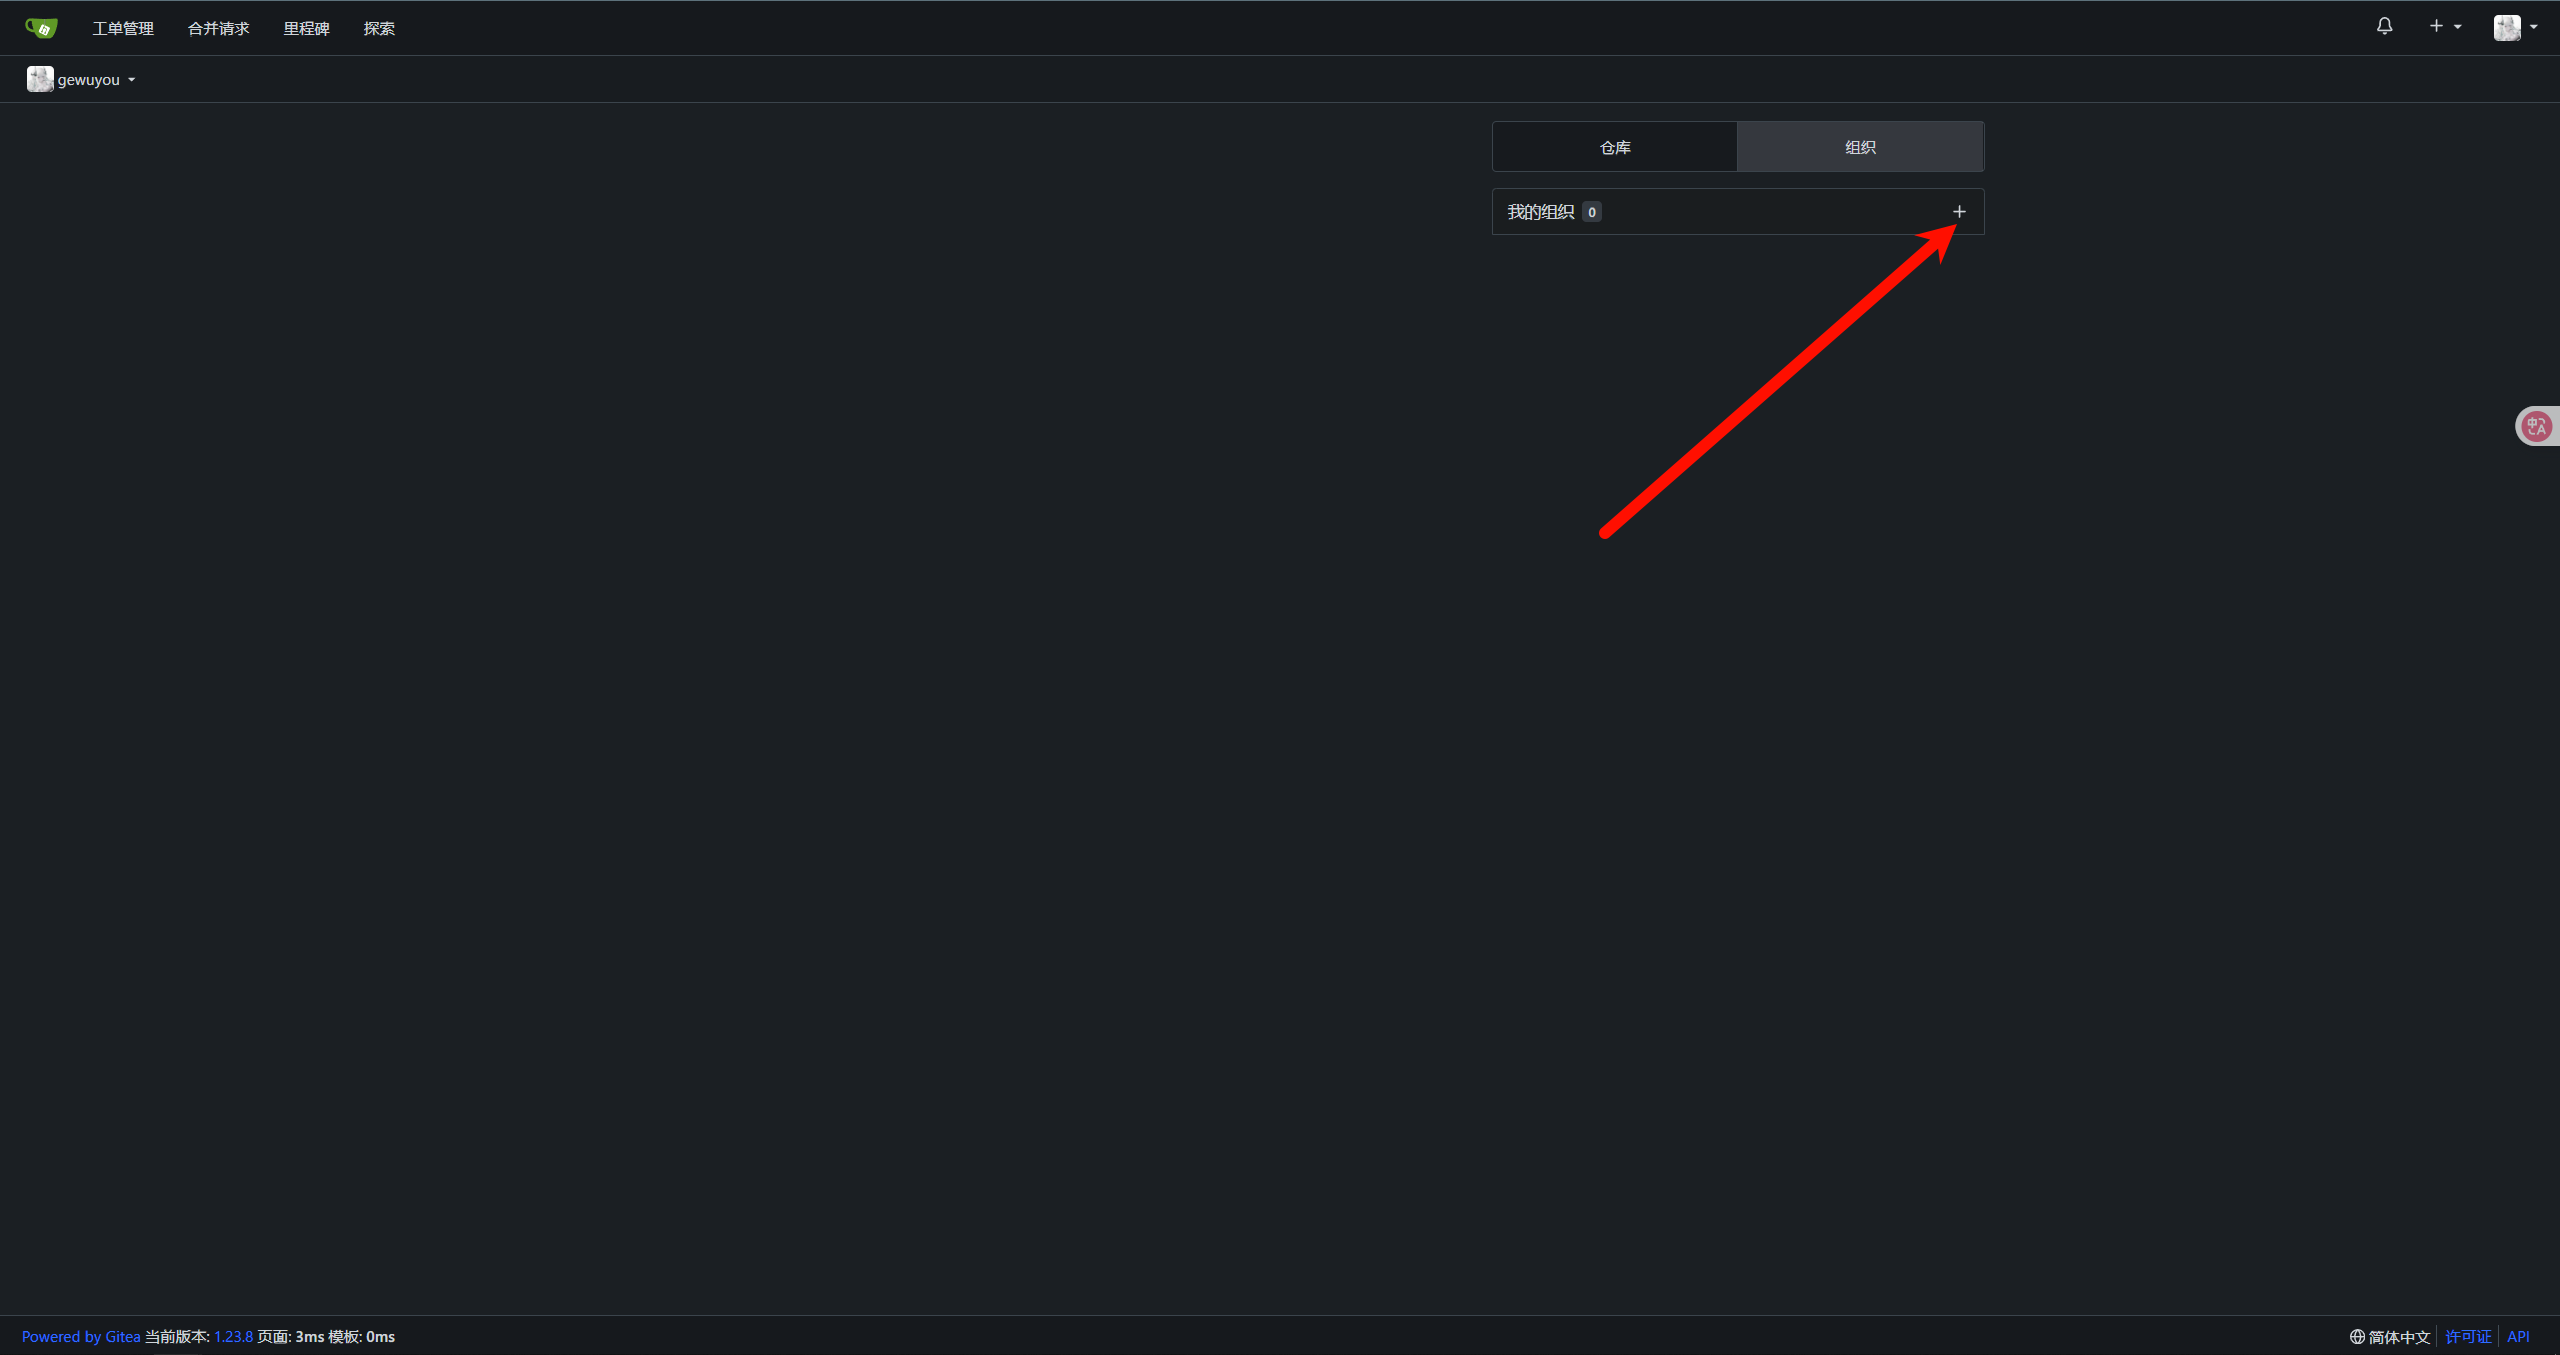 工单管理 合并请求 里程碑 探索
gewuyou
仓库 组织
我的组织 0
Powered by Gitea 当前版本: 1.23.8 页面: 3ms 模板: 0ms
简体中文 许可证 API